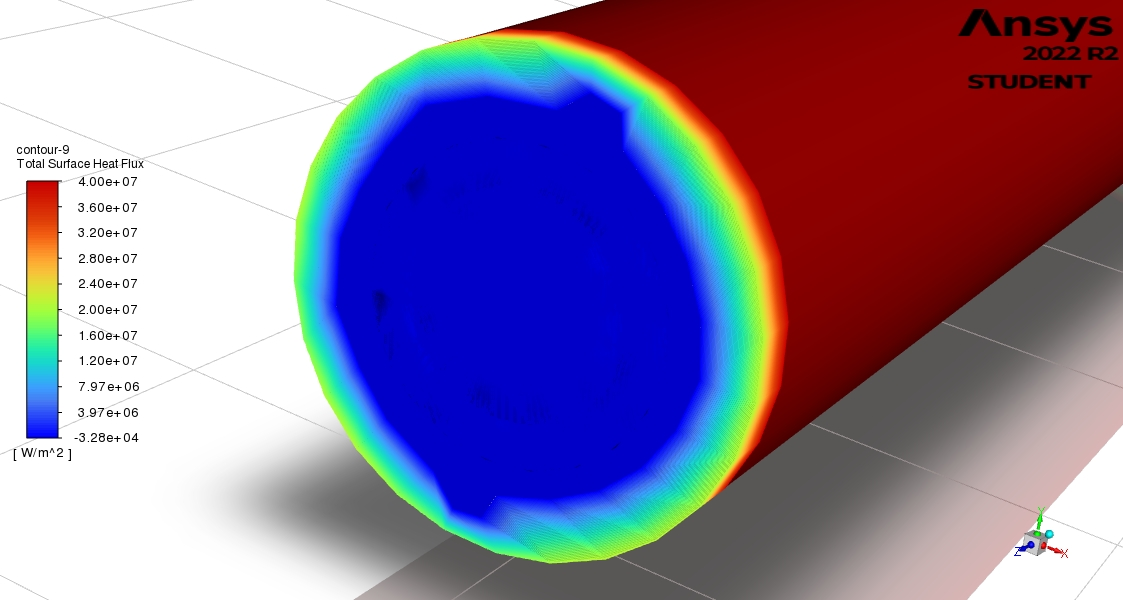 Ansys
2022 R2
STUDENT
contour-9
Total Surface Heat Flux
4.00e+07
3.60e+07
3.20e+07
2.80e+07
2.40e+07
2.00e+07
1.60e+07
1.20e+07
7.97e+06
3.97e+06
-3.28e+04
[ W/m^2 ]
Y
Z
X